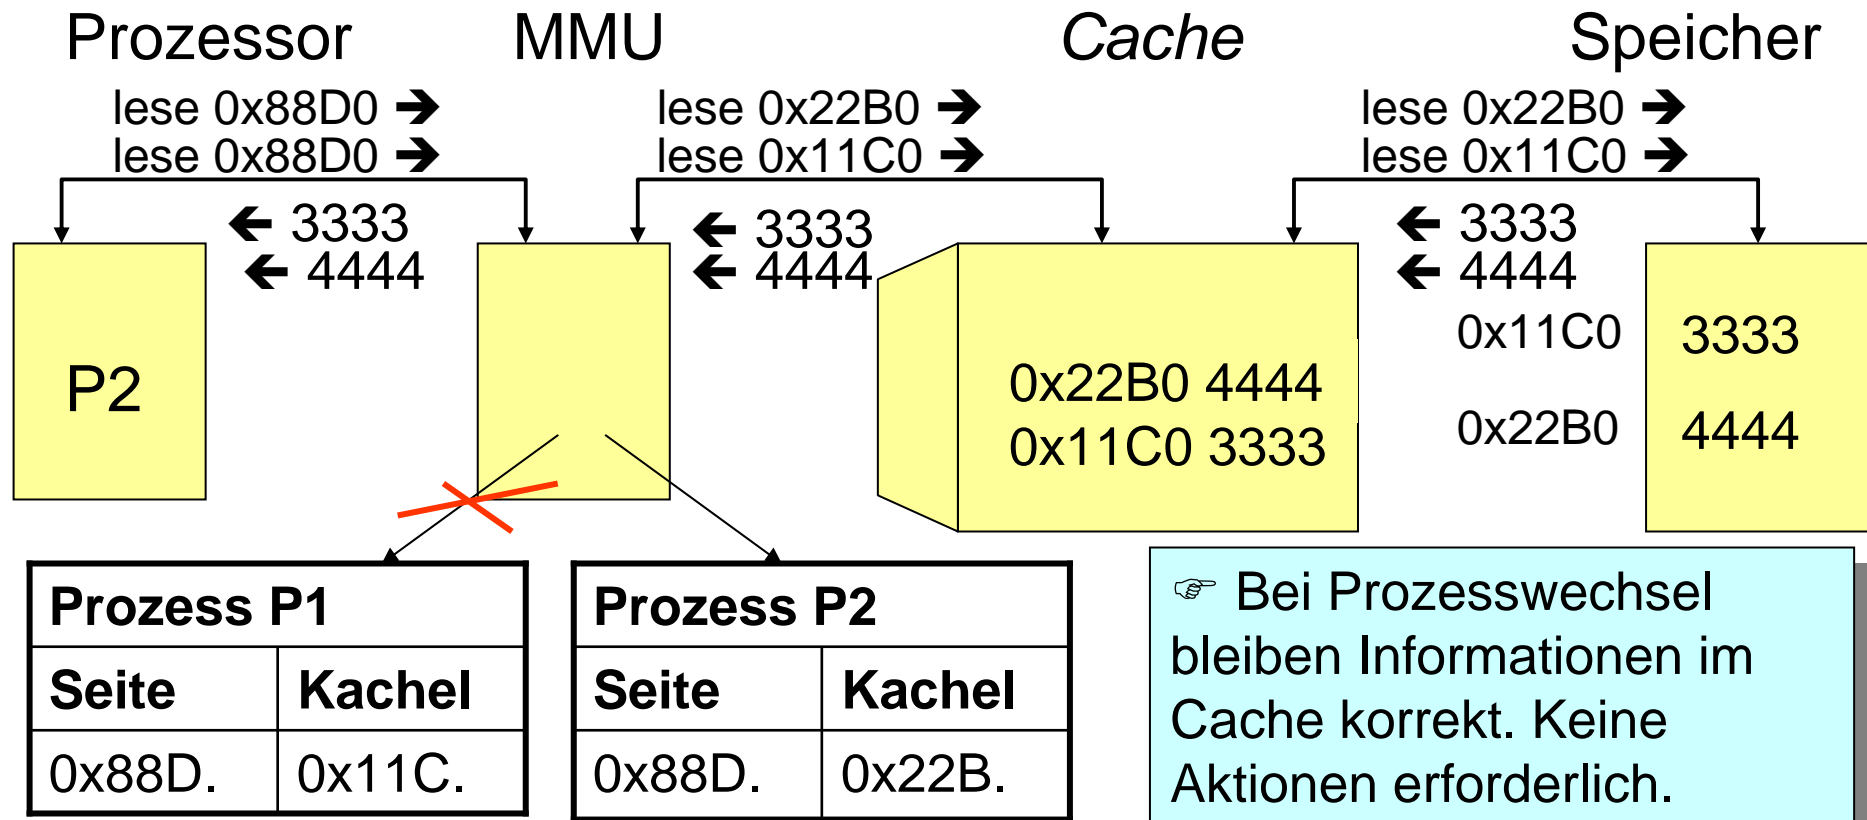 Prozessor MMU Cache Speicher
lese 0x88D0 ➔ lese 0x22B0 ➔ lese 0x22B0 ➔
lese 0x88D0 ➔ lese 0x11C0 ➔ lese 0x11C0 ➔
🡸 3333 🡸 3333 🡸 3333
🡸 4444 🡸 4444 🡸 4444
0x11C0 3333
P2
0x22B0 4444
0x11C0 3333
0x22B0 4444
Prozess P1
Seite Kachel
0x88D. 0x11C.
Prozess P2
Seite Kachel
0x88D. 0x22B.
☞ Bei Prozesswechsel
bleiben Informationen im
Cache korrekt. Keine
Aktionen erforderlich.